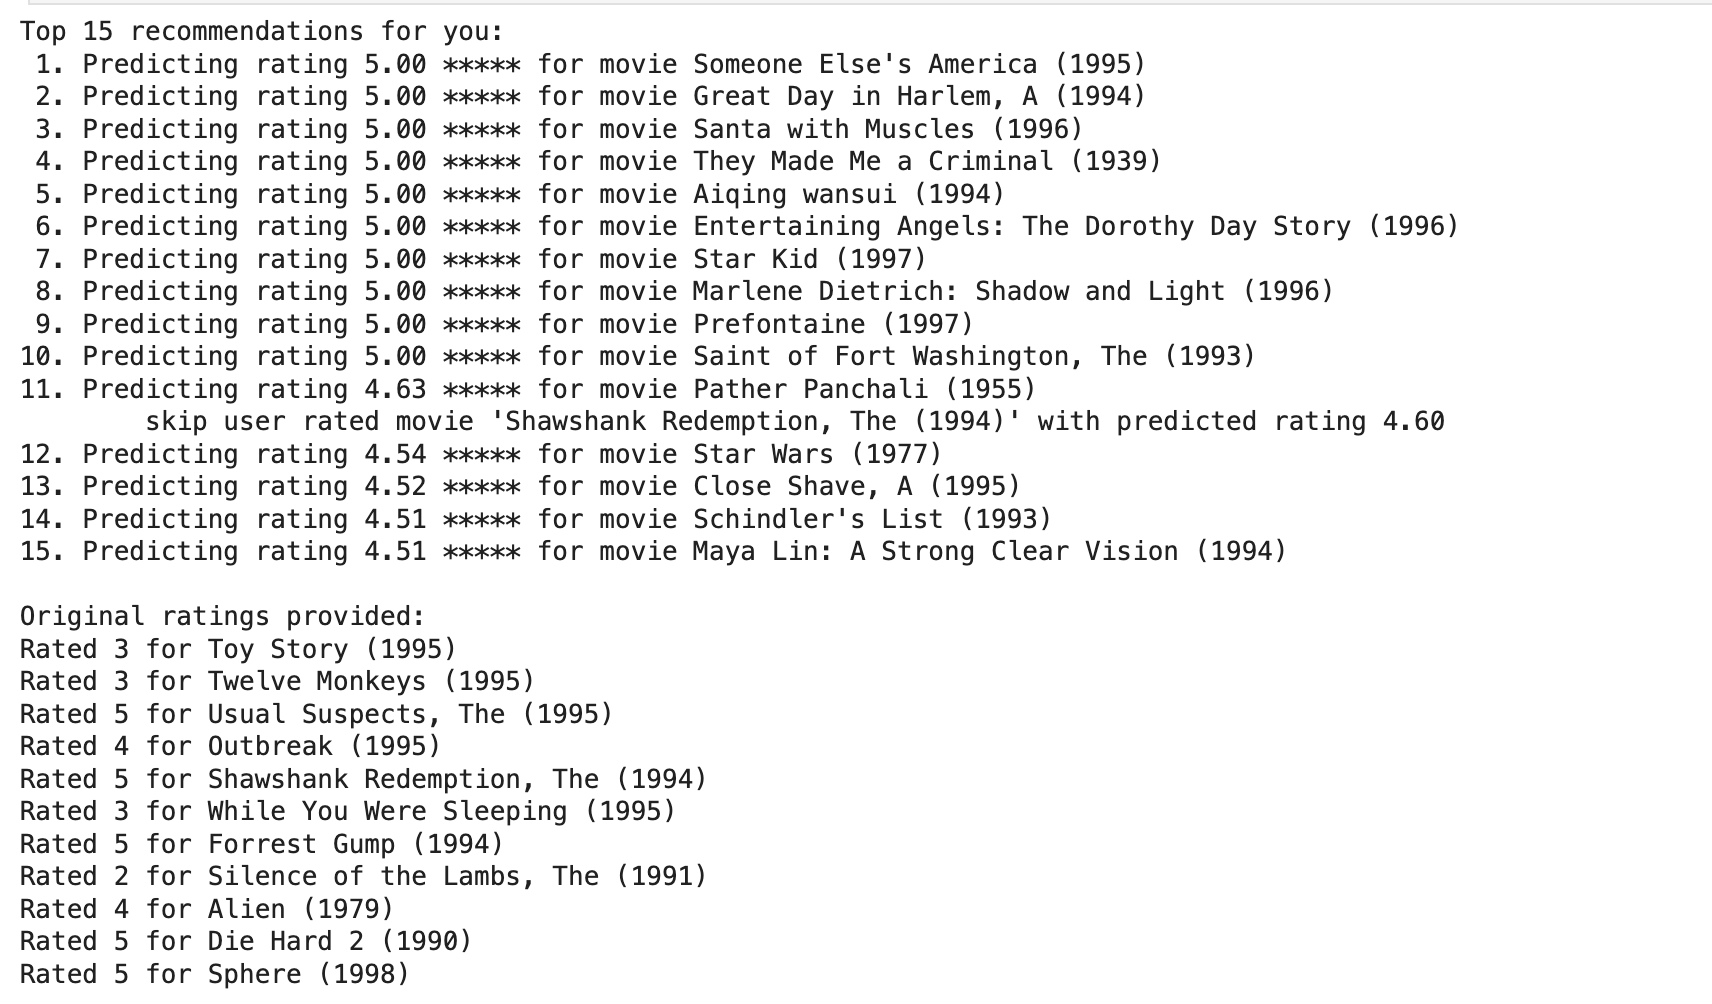 Top 15 recommendations for you:
 1. Predicting rating 5.00 ***** for movie Someone Else's America (1995)
 2. Predicting rating 5.00 ***** for movie Great Day in Harlem, A (1994)
 3. Predicting rating 5.00 ***** for movie Santa with Muscles (1996)
 4. Predicting rating 5.00 ***** for movie They Made Me a Criminal (1939)
 5. Predicting rating 5.00 ***** for movie Aiqing wansui (1994)
 6. Predicting rating 5.00 ***** for movie Entertaining Angels: The Dorothy Day Story (1996)
 7. Predicting rating 5.00 ***** for movie Star Kid (1997)
 8. Predicting rating 5.00 ***** for movie Marlene Dietrich: Shadow and Light (1996)
 9. Predicting rating 5.00 ***** for movie Prefontaine (1997)
10. Predicting rating 5.00 ***** for movie Saint of Fort Washington, The (1993)
11. Predicting rating 4.63 ***** for movie Pather Panchali (1955)
        skip user rated movie 'Shawshank Redemption, The (1994)' with predicted rating 4.60
12. Predicting rating 4.54 ***** for movie Star Wars (1977)
13. Predicting rating 4.52 ***** for movie Close Shave, A (1995)
14. Predicting rating 4.51 ***** for movie Schindler's List (1993)
15. Predicting rating 4.51 ***** for movie Maya Lin: A Strong Clear Vision (1994)

Original ratings provided:
Rated 3 for Toy Story (1995)
Rated 3 for Twelve Monkeys (1995)
Rated 5 for Usual Suspects, The (1995)
Rated 4 for Outbreak (1995)
Rated 5 for Shawshank Redemption, The (1994)
Rated 3 for While You Were Sleeping (1995)
Rated 5 for Forrest Gump (1994)
Rated 2 for Silence of the Lambs, The (1991)
Rated 4 for Alien (1979)
Rated 5 for Die Hard 2 (1990)
Rated 5 for Sphere (1998)